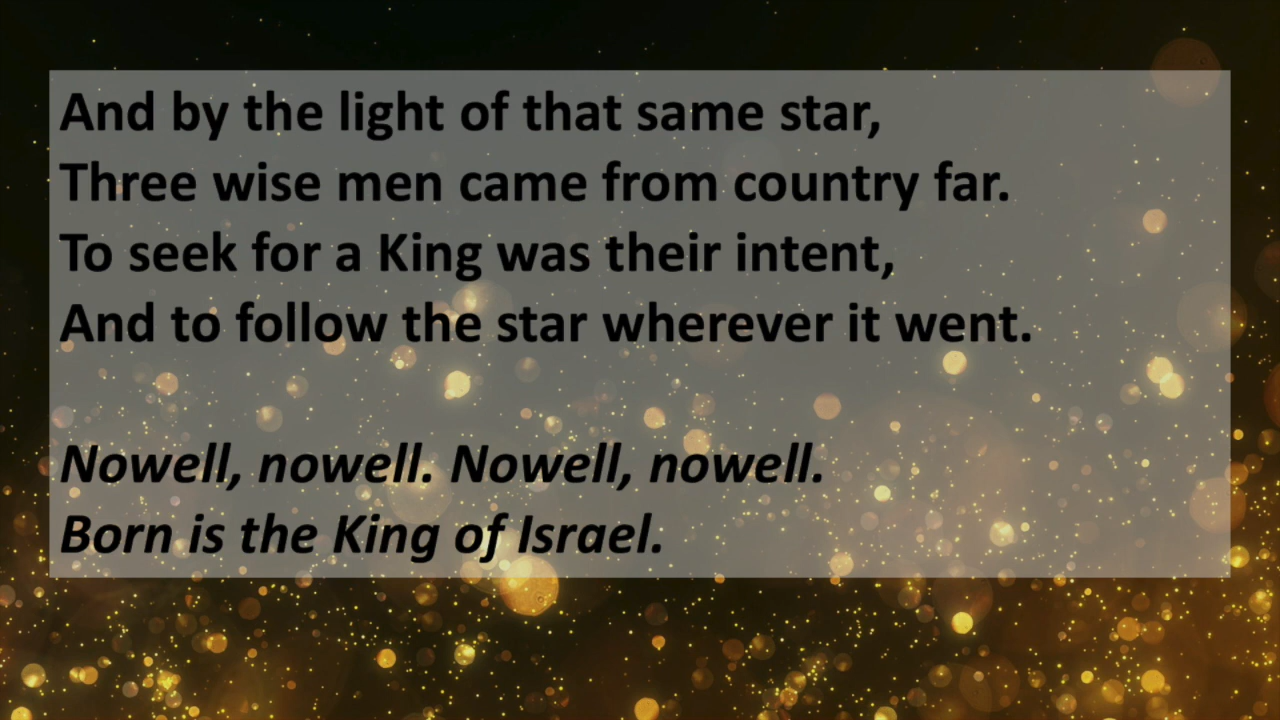 And by the light of that same star,
Three wise men came from country far.
To seek for a King was their intent,
And to follow the star wherever it went.
Nowell, nowell. Nowell, nowell.
Born is the King of Israel.